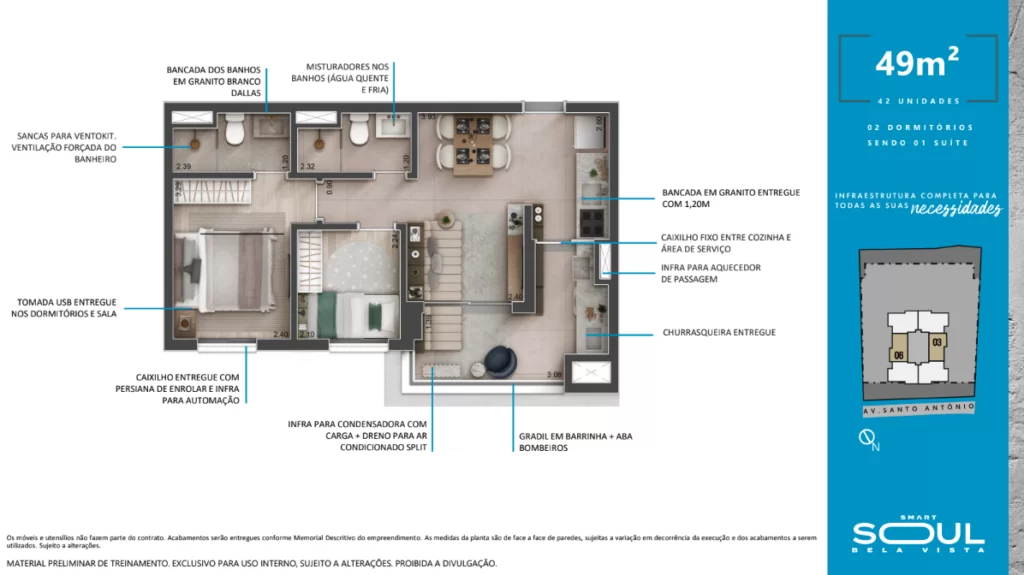 BANCADA DOS BANHOS
EM GRANITO BRANCO
DALLAS
MISTURADORES NOS
BANHOS (ÁGUA QUENTE
E FRIA)
SANCAS PARA VENTOKIT.
VENTILAÇÃO FORÇADA DO
BANHEIRO
2.39
1.20
2.32
1.20
3.93
2.60
3.29
0.90
BANCADA EM GRANITO ENTREGUE
COM 1,20M
2.24
CAIXILHO FIXO ENTRE COZINHA E
ÁREA DE SERVIÇO
INFRA PARA AQUECEDOR
DE PASSAGEM
TOMADA USB ENTREGUE
NOS DORMITÓRIOS E SALA
1.39
2.40
2.10
CHURRASQUEIRA ENTREGUE
3.06
CAIXILHO ENTREGUE COM
PERSIANA DE ENROLAR E INFRA
PARA AUTOMAÇÃO
INFRA PARA CONDENSADORA COM
CARGA + DRENO PARA AR
CONDICIONADO SPLIT
GRADIL EM BARRINHA + ABA
BOMBEIROS
Os móveis e utensílios não fazem parte do contrato. Acabamentos serão entregues conforme Memorial Descritivo do empreendimento. As medidas da planta são de face a face de paredes, sujeitas a variação em decorrência da execução e dos acabamentos a serem
utilizados. Sujeito a alterações.
MATERIAL PRELIMINAR DE TREINAMENTO. EXCLUSIVO PARA USO INTERNO, SUJEITO A ALTERAÇÕES. PROIBIDA A DIVULGAÇÃO.
49m²
42 UNIDADES
02 DORMITÓRIOS
SENDO 01 SUÍTE
INFRAESTRUTURA COMPLETA PARA
TODAS AS SUAS necessidades
06
03
AV. SANTO ANTÔNIO
N
SMART
SOUL
BELA VISTA